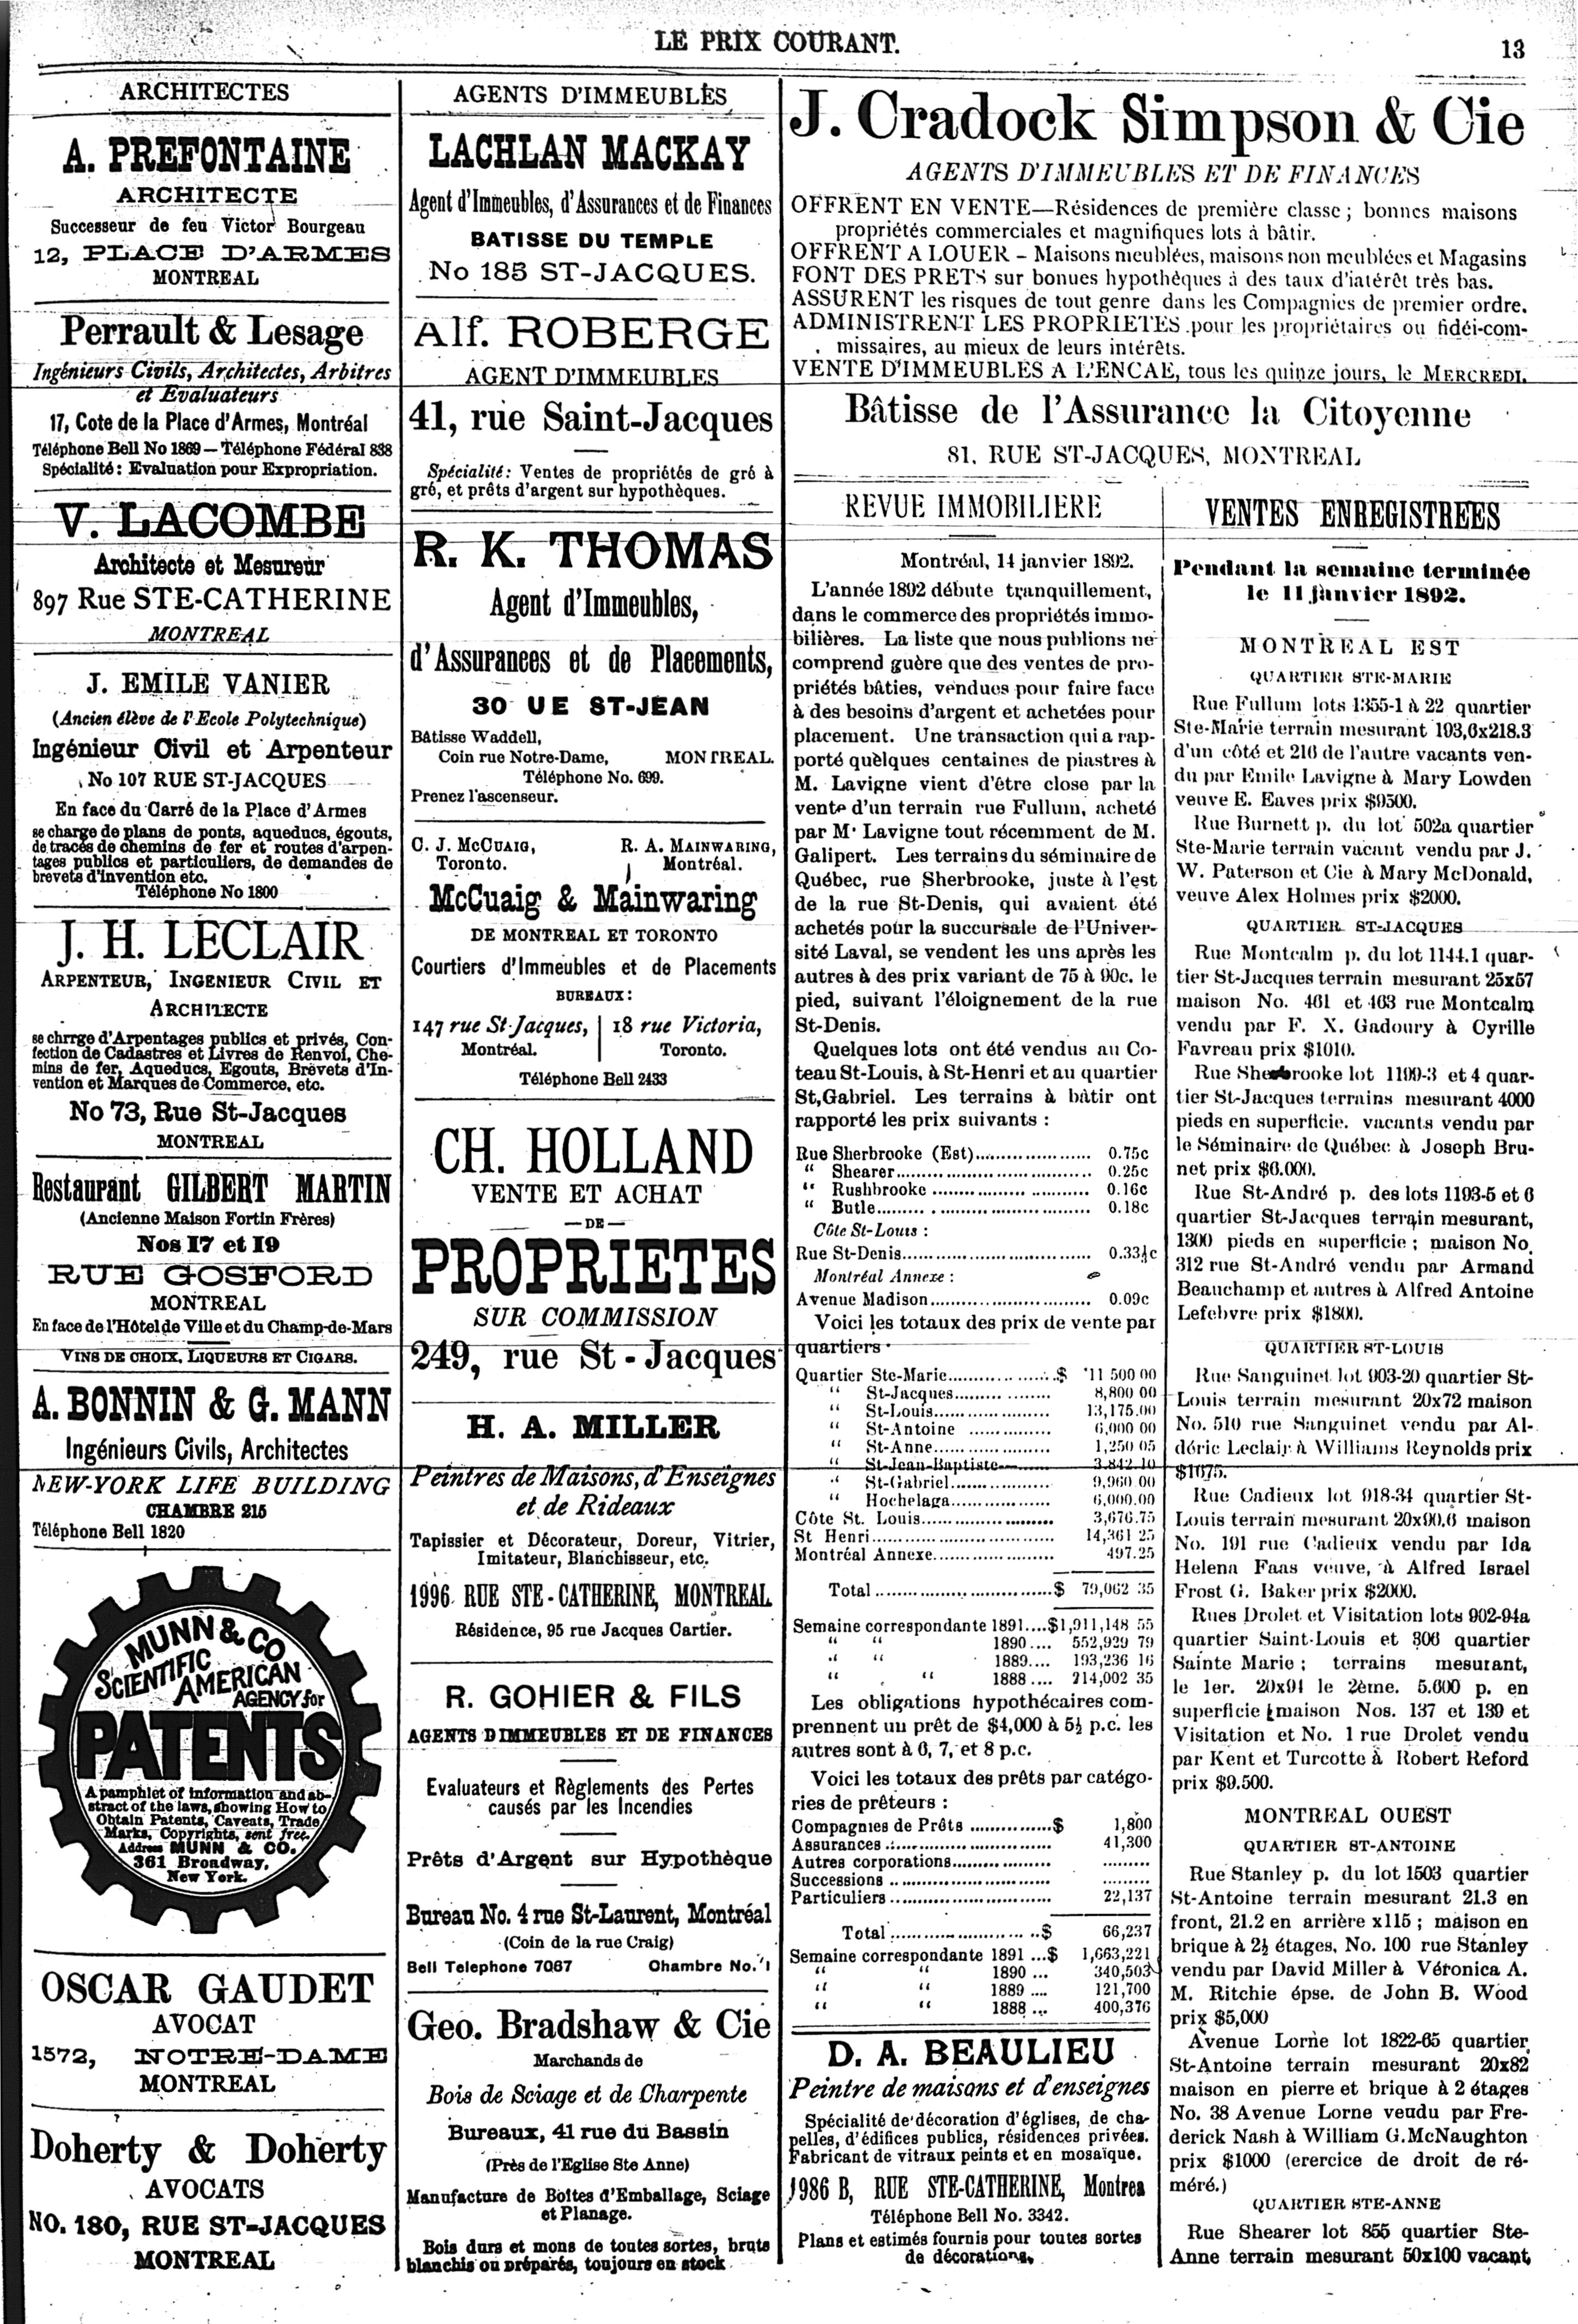 LE PRIX COURANT.
13
ARCHITECTES
A. PREFONTAINE
ARCHITECTE
Successeur de feu Victor Bourgeau
12, PLACE D'ARMES
MONTREAL
Perrault & Lesage
Ingénieurs Civils, Architectes, Arbitres
et Evaluateurs
17, Cote de la Place d'Armes, Montréal
Téléphone Bell No 1869 — Téléphone Fédéral 838
Spécialité : Evaluation pour Expropriation.
V. LACOMBE
Architecte et Mesureur
897 Rue STE-CATHERINE
MONTREAL
J. EMILE VANIER
(Ancien élève de l'Ecole Polytechnique)
Ingénieur Civil et Arpenteur
No 107 RUE ST-JACQUES
En face du Carré de la Place d'Armes
se charge de plans de ponts, aqueducs, égouts,
de tracés de chemins de fer et routes d'arpen-
tages publics et particuliers, de demandes de
brevets d'invention etc.
Téléphone No 1800
J. H. LECLAIR
ARPENTEUR, INGENIEUR CIVIL ET
ARCHITECTE
se chrrge d'Arpentages publics et privés, Con-
fection de Cadastres et Livres de Renvoi, Che-
mins de fer, Aqueducs, Egouts, Brevets d'In-
vention et Marques de Commerce, etc.
No 73, Rue St-Jacques
MONTREAL
Restaurant GILBERT MARTIN
(Ancienne Maison Fortin Frères)
Nos 17 et 19
RUE GOSFORD
MONTREAL
En face de l'Hôtel de Ville et du Champ-de-Mars
VINS DE CHOIX, LIQUEURS ET CIGARS.
A. BONNIN & G. MANN
Ingénieurs Civils, Architectes
NEW-YORK LIFE BUILDING
CHAMBRE 215
Téléphone Bell 1820
MUNN & CO
SCIENTIFIC AMERICAN
AGENCY for
PATENTS
A pamphlet of information and ab-
stract of the laws, showing How to
Obtain Patents, Caveats, Trade
Marks, Copyrights, sent free.
Address MUNN & CO.
361 Broadway,
New York.
OSCAR GAUDET
AVOCAT
1572, NOTRE-DAME
MONTREAL
Doherty & Doherty
AVOCATS
NO. 180, RUE ST-JACQUES
MONTREAL
AGENTS D'IMMEUBLES
LACHLAN MACKAY
Agent d'Immeubles, d'Assurances et de Finances
BATISSE DU TEMPLE
No 185 ST-JACQUES.
Alf. ROBERGE
AGENT D'IMMEUBLES
41, rue Saint-Jacques
Spécialité : Ventes de propriétés de gré à
gré, et prêts d'argent sur hypothèques.
R. K. THOMAS
Agent d'Immeubles,
d'Assurances et de Placements,
30 UE ST-JEAN
Bâtisse Waddell,
Coin rue Notre-Dame, MONTREAL.
Téléphone No. 699.
Prenez l'ascenseur.
C. J. MCCUAIG, R. A. MAINWARING,
Toronto. Montréal.
McCuaig & Mainwaring
DE MONTREAL ET TORONTO
Courtiers d'Immeubles et de Placements
BUREAUX :
147 rue St-Jacques, 18 rue Victoria,
Montréal. Toronto.
Téléphone Bell 2433
CH. HOLLAND
VENTE ET ACHAT
— DE —
PROPRIETES
SUR COMMISSION
249, rue St-Jacques
H. A. MILLER
Peintres de Maisons, d'Enseignes
et de Rideaux
Tapissier et Décorateur, Doreur, Vitrier,
Imitateur, Blanchisseur, etc.
1996 RUE STE-CATHERINE, MONTREAL
Résidence, 95 rue Jacques Cartier.
R. GOHIER & FILS
AGENTS D IMMEUBLES ET DE FINANCES
Evaluateurs et Règlements des Pertes
causés par les Incendies
Prêts d'Argent sur Hypothèque
Bureau No. 4 rue St-Laurent, Montréal
(Coin de la rue Craig)
Bell Telephone 7067 Chambre No. 1
Geo. Bradshaw & Cie
Marchands de
Bois de Sciage et de Charpente
Bureaux, 41 rue du Bassin
(Près de l'Eglise Ste Anne)
Manufacture de Boîtes d'Emballage, Sciage
et Planage.
Bois durs et mons de toutes sortes, bruts
blanchis ou préparés, toujours en stock
J. Cradock Simpson & Cie
AGENTS D'IMMEUBLES ET DE FINANCES
OFFRENT EN VENTE—Résidences de première classe ; bonnes maisons
propriétés commerciales et magnifiques lots à bâtir.
OFFRENT A LOUER – Maisons meublées, maisons non meublées et Magasins
FONT DES PRETS sur bonues hypothèques à des taux d'iatérêt très bas.
ASSURENT les risques de tout genre dans les Compagnies de premier ordre.
ADMINISTRENT LES PROPRIETES pour les propriétaires ou fidéi-com-
missaires, au mieux de leurs intérêts.
VENTE D'IMMEUBLES A L'ENCAE, tous les quinze jours, le MERCREDI.
Bâtisse de l'Assurance la Citoyenne
81, RUE ST-JACQUES, MONTREAL
REVUE IMMOBILIERE
Montréal, 14 janvier 1892.
L'année 1892 débute tranquillement,
dans le commerce des propriétés immo-
bilières. La liste que nous publions ne
comprend guère que des ventes de pro-
priétés bâties, vendues pour faire face
à des besoins d'argent et achetées pour
placement. Une transaction qui a rap-
porté quèlques centaines de piastres à
M. Lavigne vient d'être close par la
vente d'un terrain rue Fullum, acheté
par M. Lavigne tout récemment de M.
Galipert. Les terrains du séminaire de
Québec, rue Sherbrooke, juste à l'est
de la rue St-Denis, qui avaient été
achetés pour la succursale de l'Univer-
sité Laval, se vendent les uns après les
autres à des prix variant de 75 à 90c. le
pied, suivant l'éloignement de la rue
St-Denis.
Quelques lots ont été vendus au Co-
teau St-Louis, à St-Henri et au quartier
St,Gabriel. Les terrains à bâtir ont
rapporté les prix suivants :
Rue Sherbrooke (Est)..................... 0.75c
“ Shearer..................... 0.25c
“ Rushbrooke ..................... 0.16c
“ Butle..................... 0.18c
Côte St-Louis :
Rue St-Denis..................... 0.33½c
Montréal Annexe :
Avenue Madison..................... 0.09c
Voici les totaux des prix de vente par
quartiers :
Quartier Ste-Marie..................$ 11 500 00
“ St-Jacques.................. 8,800 00
“ St-Louis.................. 13,175.00
“ St-Antoine .................. 6,000 00
“ St-Anne.................. 1,250 05
“ St-Jean-Baptiste.................. 3.842.10
“ St-Gabriel.................. 9,960.00
“ Hochelaga.................. 6,000.00
Côte St. Louis.................. 3,676.75
St Henri.................. 14,361 25
Montréal Annexe.................. 497.25
Total ..................$ 79,062 35
Semaine correspondante 1891....$1,911,148 55
“ “ 1890.... 552,929 79
“ “ 1889.... 193,236 16
“ “ 1888.... 214,002 35
Les obligations hypothécaires com-
prennent un prêt de $4,000 à 5½ p.c. les
autres sont à 6, 7, et 8 p.c.
Voici les totaux des prêts par catégo-
ries de prêteurs :
Compagnies de Prêts ...............$ 1,800
Assurances ............... 41,300
Autres corporations............... .........
Successions ............... .........
Particuliers ............... 22,137
Total ...............$ 66,237
Semaine correspondante 1891 ...$ 1,663,221
“ “ 1890 ... 340,503
“ “ 1889 .... 121,700
“ “ 1888 ... 400,376
D. A. BEAULIEU
Peintre de maisons et d'enseignes
Spécialité de décoration d'églises, de cha-
pelles, d'édifices publics, résidences privées.
Fabricant de vitraux peints et en mosaïque.
1986 B, RUE STE-CATHERINE, Montrea
Téléphone Bell No. 3342.
Plans et estimés fournis pour toutes sortes
de décorations.
VENTES ENREGISTREES
Pendant la semaine terminée
le 11 janvier 1892.
MONTREAL EST
QUARTIER STE-MARIE
Rue Fullum lots 1355-1 à 22 quartier
Ste-Marie terrain mesurant 193,6x218.3
d'un côté et 216 de l'autre vacants ven-
du par Emile Lavigne à Mary Lowden
veuve E. Eaves prix $9500.
Rue Burnett p. du lot 502a quartier
Ste-Marie terrain vacant vendu par J.
W. Paterson et Cie à Mary McDonald,
veuve Alex Holmes prix $2000.
QUARTIER ST-JACQUES
Rue Montcalm p. du lot 1144.1 quar-
tier St-Jacques terrain mesurant 25x57
maison No. 461 et 463 rue Montcalm
vendu par F. X. Gadoury à Cyrille
Favreau prix $1010.
Rue Sherbrooke lot 1199-3 et 4 quar-
tier St-Jacques terrains mesurant 4000
pieds en superficie. vacants vendu par
le Séminaire de Québec à Joseph Bru-
net prix $6.000.
Rue St-André p. des lots 1193-5 et 6
quartier St-Jacques terrain mesurant,
1300 pieds en superficie ; maison No.
312 rue St-André vendu par Armand
Beauchamp et autres à Alfred Antoine
Lefebvre prix $1800.
QUARTIER ST-LOUIS
Rue Sanguinet lot 903-20 quartier St-
Louis terrain mesurant 20x72 maison
No. 510 rue Sanguinet vendu par Al-
déric Leclair à Williams Reynolds prix
$1675.
Rue Cadieux lot 918-34 quartier St-
Louis terrain mesurant 20x90.6 maison
No. 191 rue Cadieux vendu par Ida
Helena Faas veuve, à Alfred Israel
Frost G. Baker prix $2000.
Rues Drolet et Visitation lots 902-94a
quartier Saint-Louis et 306 quartier
Sainte Marie ; terrains mesurant,
le 1er. 20x94 le 2ème. 5.600 p. en
superficie maison Nos. 137 et 139 et
Visitation et No. 1 rue Drolet vendu
par Kent et Turcotte à Robert Reford
prix $9.500.
MONTREAL OUEST
QUARTIER ST-ANTOINE
Rue Stanley p. du lot 1503 quartier
St-Antoine terrain mesurant 21.3 en
front, 21.2 en arrière x115 ; maison en
brique à 2½ étages, No. 100 rue Stanley
vendu par David Miller à Véronica A.
M. Ritchie épse. de John B. Wood
prix $5,000
Avenue Lorne lot 1822-65 quartier
St-Antoine terrain mesurant 20x82
maison en pierre et brique à 2 étages
No. 38 Avenue Lorne vendu par Fre-
derick Nash à William G.McNaughton
prix $1000 (erercice de droit de ré-
méré.)
QUARTIER STE-ANNE
Rue Shearer lot 855 quartier Ste-
Anne terrain mesurant 50x100 vacant,